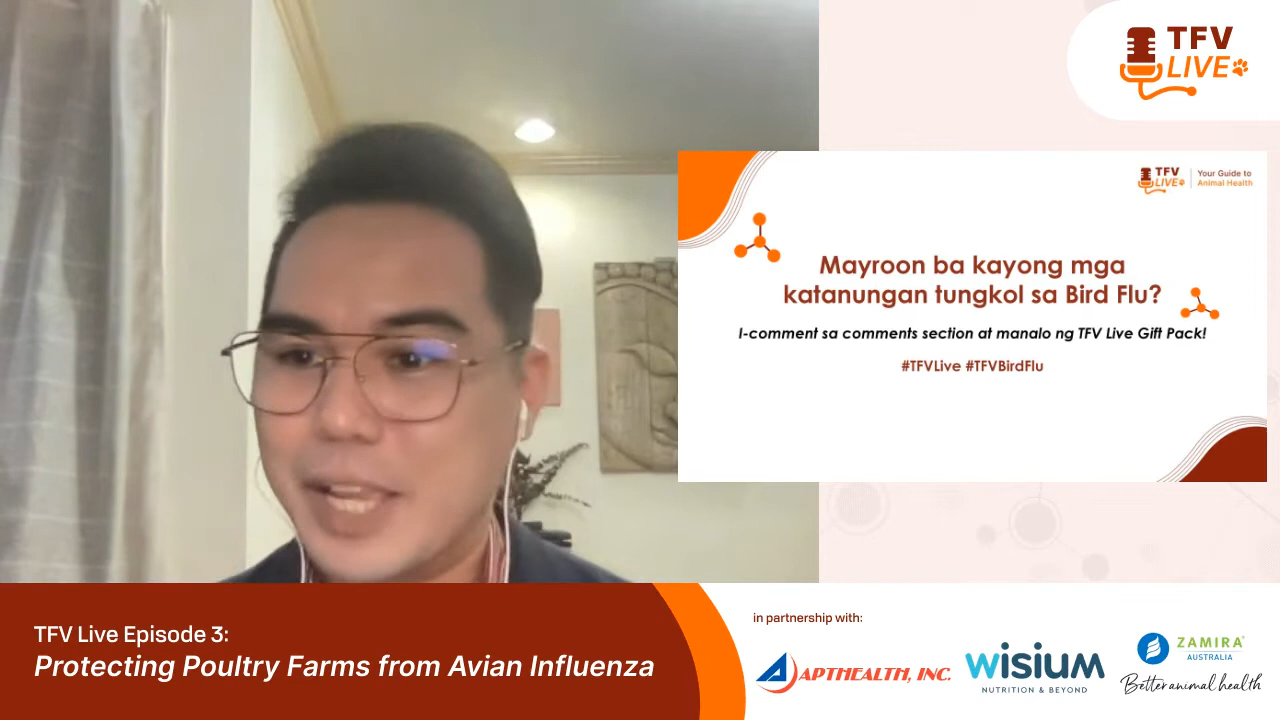 TFV
LIVE
TFV
LIVE
Your Guide to
Animal Health
Mayroon ba kayong mga
katanungan tungkol sa Bird Flu?
I-comment sa comments section at manalo ng TFV Live Gift Pack!
#TFVLive #TFVBirdFlu
TFV Live Episode 3:
Protecting Poultry Farms from Avian Influenza
in partnership with:
APTHEALTH, INC.
wisium
NUTRITION & BEYOND
ZAMIRA®
AUSTRALIA
Better animal health